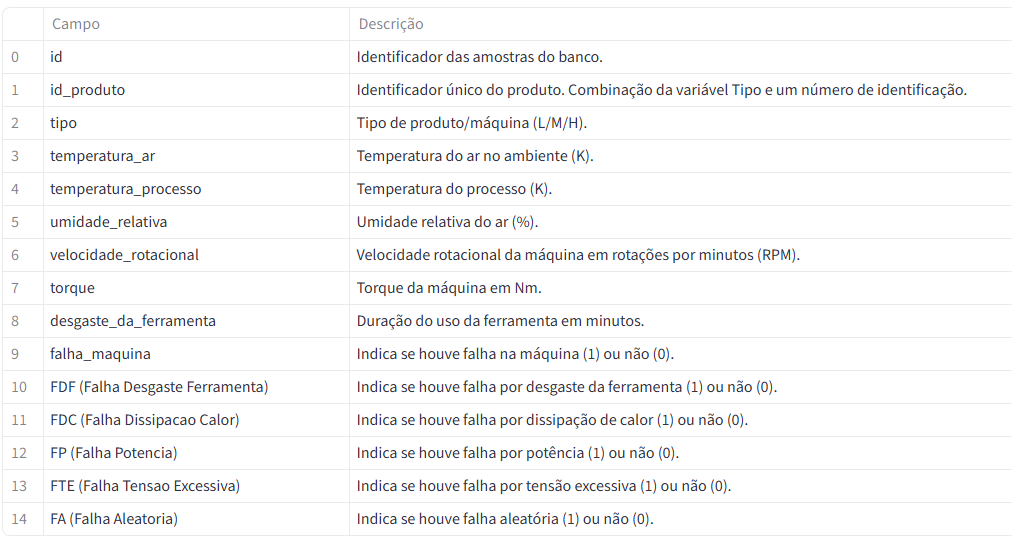 Campo Descrição
0 id Identificador das amostras do banco.
1 id_produto Identificador único do produto. Combinação da variável Tipo e um número de identificação.
2 tipo Tipo de produto/máquina (L/M/H).
3 temperatura_ar Temperatura do ar no ambiente (K).
4 temperatura_processo Temperatura do processo (K).
5 umidade_relativa Umidade relativa do ar (%).
6 velocidade_rotacional Velocidade rotacional da máquina em rotações por minutos (RPM).
7 torque Torque da máquina em Nm.
8 desgaste_da_ferramenta Duração do uso da ferramenta em minutos.
9 falha_maquina Indica se houve falha na máquina (1) ou não (0).
10 FDF (Falha Desgaste Ferramenta) Indica se houve falha por desgaste da ferramenta (1) ou não (0).
11 FDC (Falha Dissipacao Calor) Indica se houve falha por dissipação de calor (1) ou não (0).
12 FP (Falha Potencia) Indica se houve falha por potência (1) ou não (0).
13 FTE (Falha Tensao Excessiva) Indica se houve falha por tensão excessiva (1) ou não (0).
14 FA (Falha Aleatoria) Indica se houve falha aleatória (1) ou não (0).